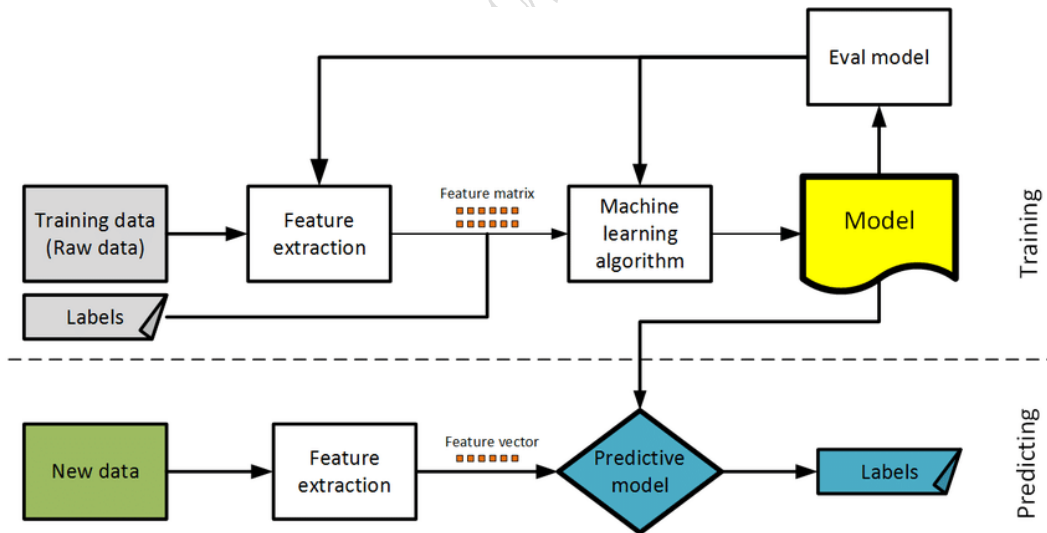 Eval model
Training data
(Raw data)
Feature
extraction
Feature matrix
Machine
learning
algorithm
Model
Training
Labels
New data
Feature
extraction
Feature vector
Predictive
model
Labels
Predicting